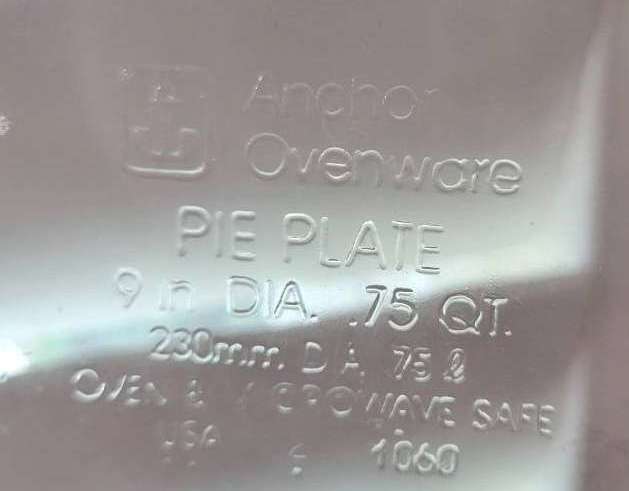 Anchor
Ovenware
PIE PLATE
9 in DIA. .75 QT.
230mm. DIA. .75 ℓ
OVEN & MICROWAVE SAFE
USA 1060